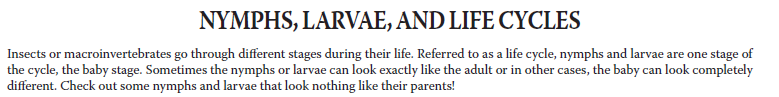 NYMPHS, LARVAE, AND LIFE CYCLES
Insects or macroinvertebrates go through different stages during their life. Referred to as a life cycle, nymphs and larvae are one stage of
the cycle, the baby stage. Sometimes the nymphs or larvae can look exactly like the adult or in other cases, the baby can look completely
different. Check out some nymphs and larvae that look nothing like their parents!